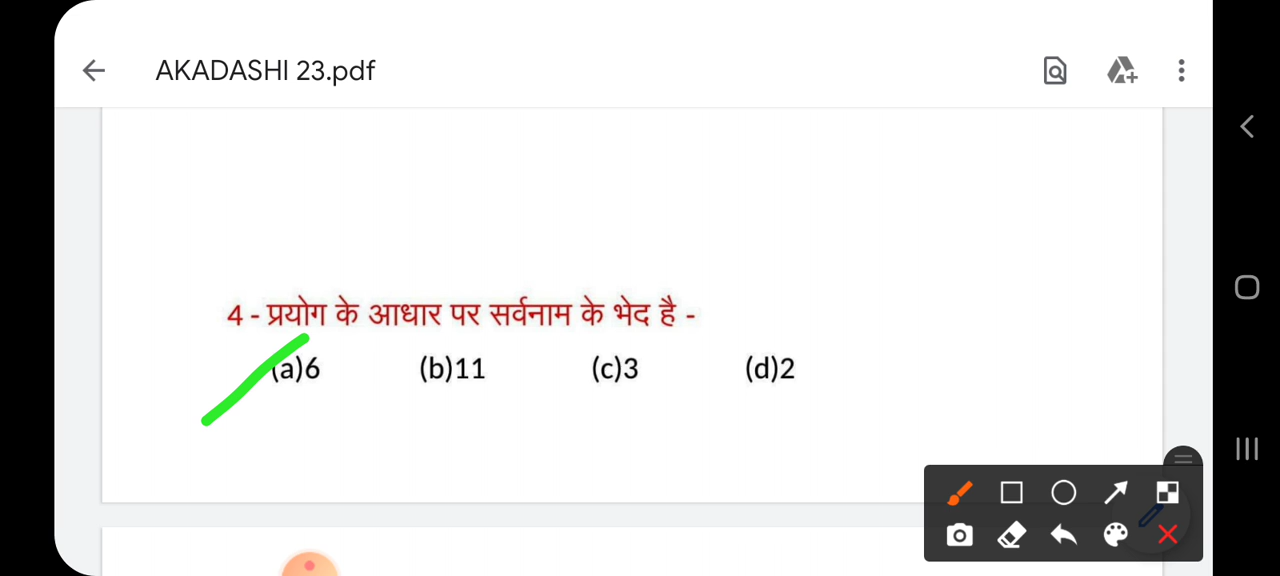 AKADASHI 23.pdf
4 - प्रयोग के आधार पर सर्वनाम के भेद है -
(a)6 (b)11 (c)3 (d)2